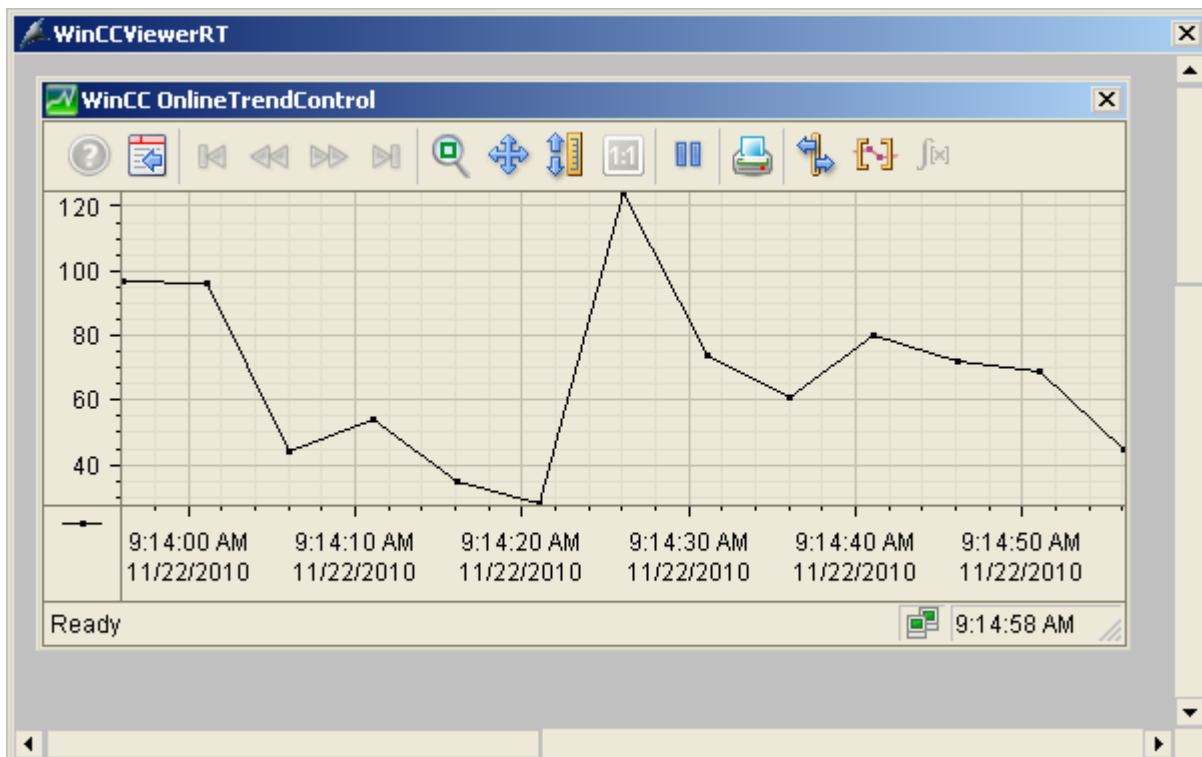 WinCCViewerRT
WinCC OnlineTrendControl
1:1
f[x]
120
100
80
60
40
9:14:00 AM 9:14:10 AM 9:14:20 AM 9:14:30 AM 9:14:40 AM 9:14:50 AM
11/22/2010 11/22/2010 11/22/2010 11/22/2010 11/22/2010 11/22/2010
Ready 9:14:58 AM